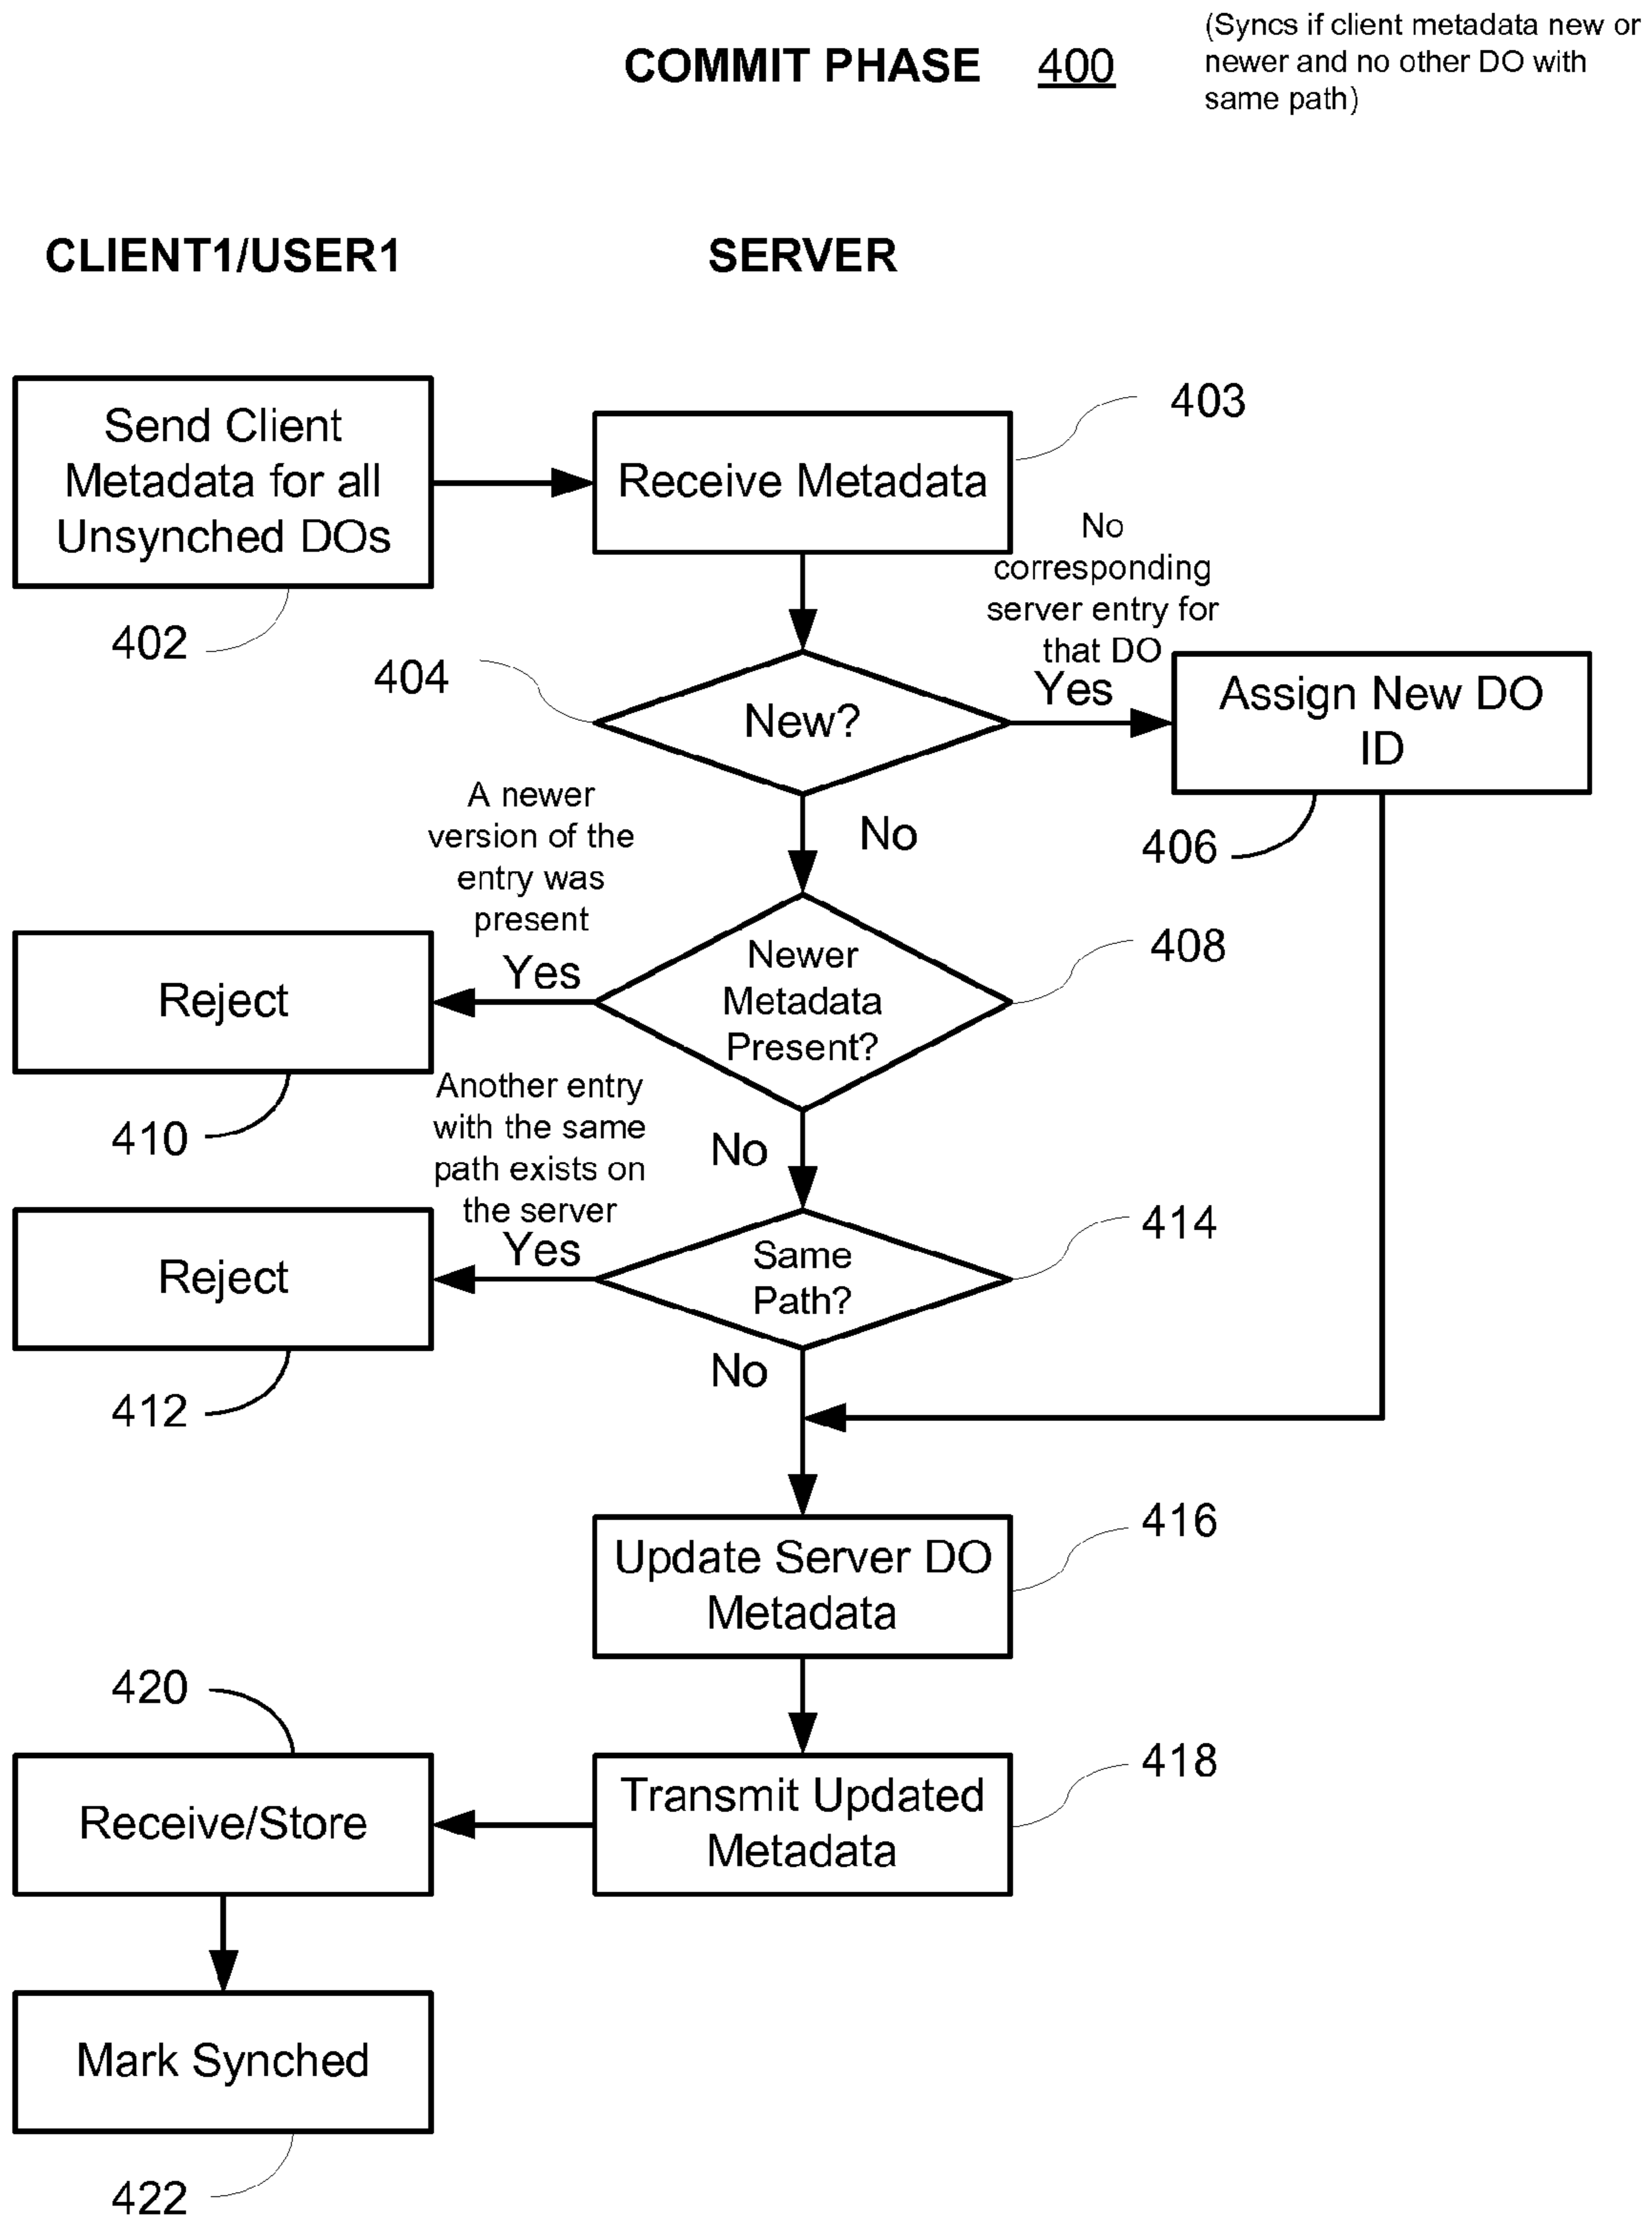 COMMIT PHASE 400
(Syncs if client metadata new or
newer and no other DO with
same path)
CLIENT1/USER1
SERVER
Send Client
Metadata for all
Unsynched DOs
402
Receive Metadata
403
No
corresponding
server entry for
that DO
Yes
404
New?
Assign New DO
ID
406
No
A newer
version of the
entry was
present
Yes
Newer
Metadata
Present?
408
Reject
410
No
Another entry
with the same
path exists on
the server
Yes
Same
Path?
414
Reject
412
No
Update Server DO
Metadata
416
Transmit Updated
Metadata
418
420
Receive/Store
Mark Synched
422